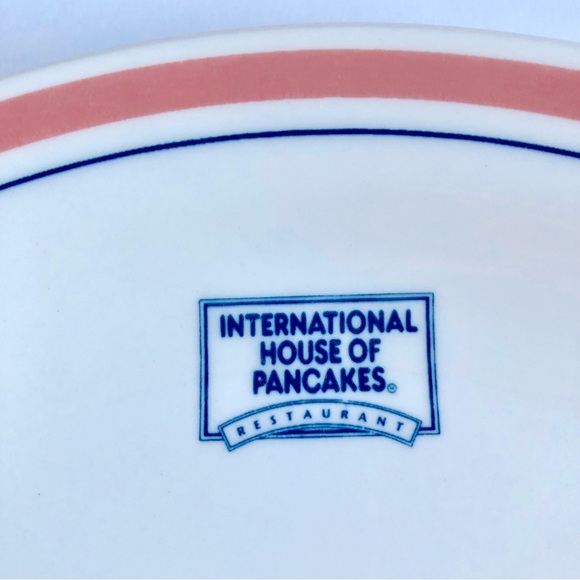 INTERNATIONAL
HOUSE OF
PANCAKES®
RESTAURANT